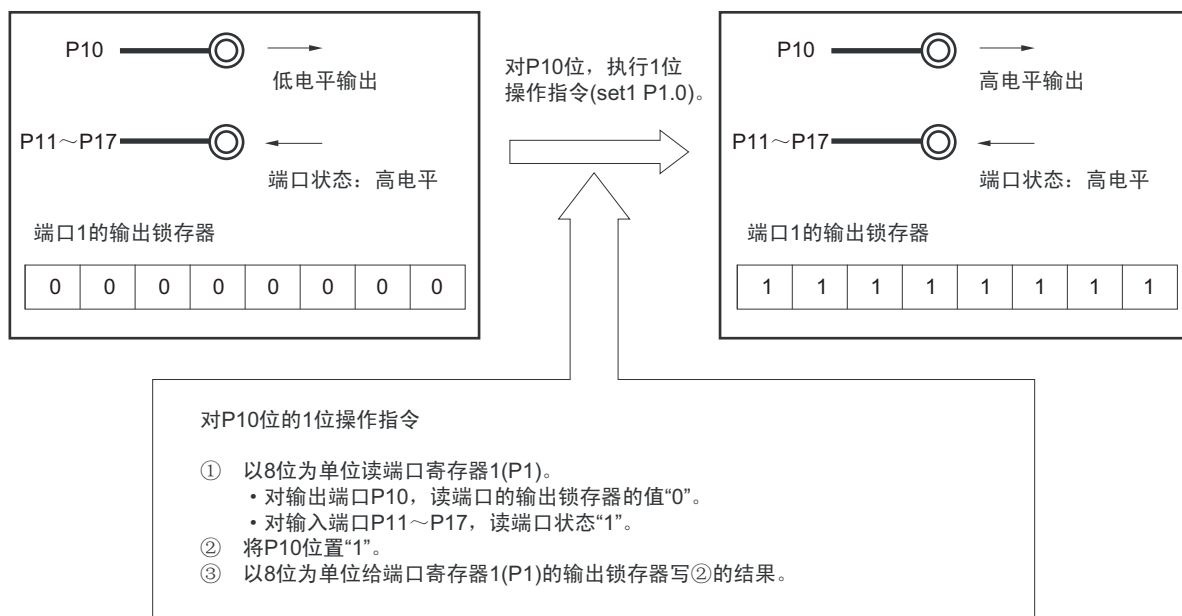 P10
低电平输出
P11～P17
端口状态：高电平
端口1的输出锁存器
0 0 0 0 0 0 0 0
对P10位，执行1位
操作指令(set1 P1.0)。
P10
高电平输出
P11～P17
端口状态：高电平
端口1的输出锁存器
1 1 1 1 1 1 1 1
对P10位的1位操作指令
① 以8位为单位读端口寄存器1(P1)。
・对输出端口P10，读端口的输出锁存器的值“0”。
・对输入端口P11～P17，读端口状态“1”。
② 将P10位置“1”。
③ 以8位为单位给端口寄存器1(P1)的输出锁存器写②的结果。